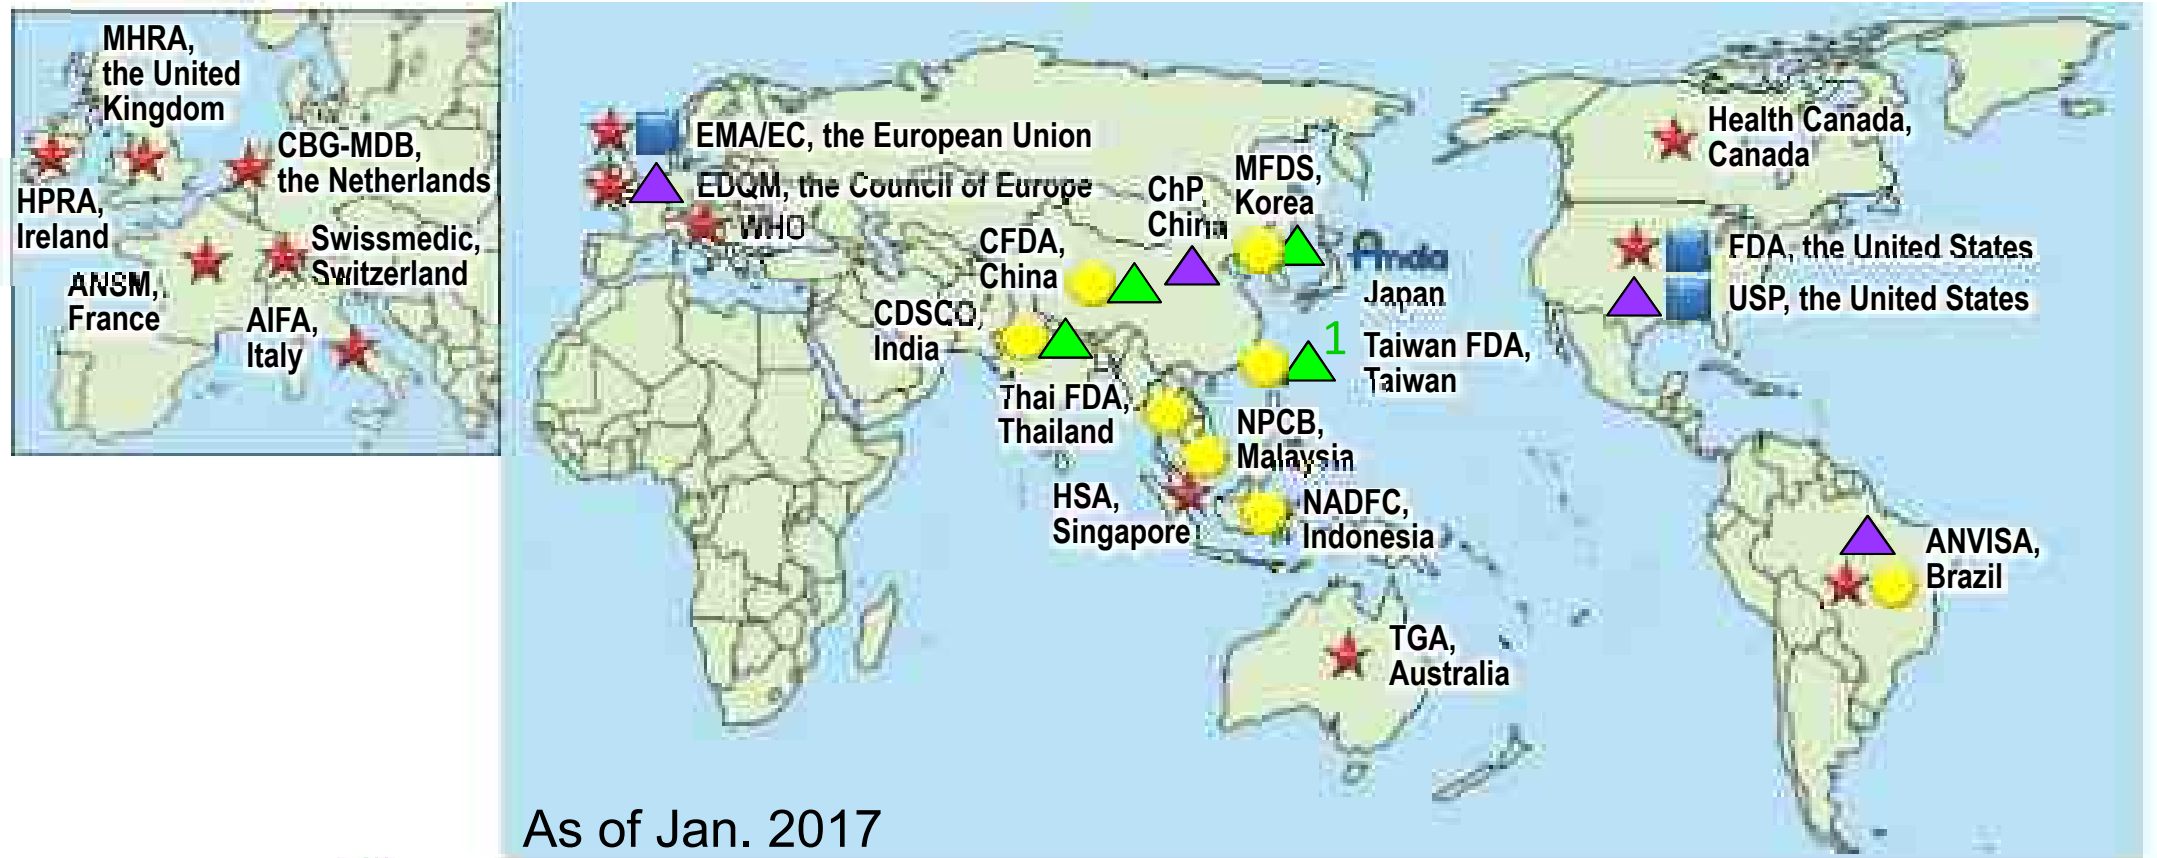 MHRA,
the United
Kingdom
CBG-MDB,
the Netherlands
HPRA,
Ireland
Swissmedic,
Switzerland
ANSM,
France
AIFA,
Italy
EMA/EC, the European Union
EDQM, the Council of Europe
WHO
ChP,
China
MFDS,
Korea
CFDA,
China
CDSCO,
India
Pmda
Japan
1
Taiwan FDA,
Taiwan
Thai FDA,
Thailand
NPCB,
Malaysia
HSA,
Singapore
NADFC,
Indonesia
TGA,
Australia
Health Canada,
Canada
FDA, the United States
USP, the United States
ANVISA,
Brazil
As of Jan. 2017